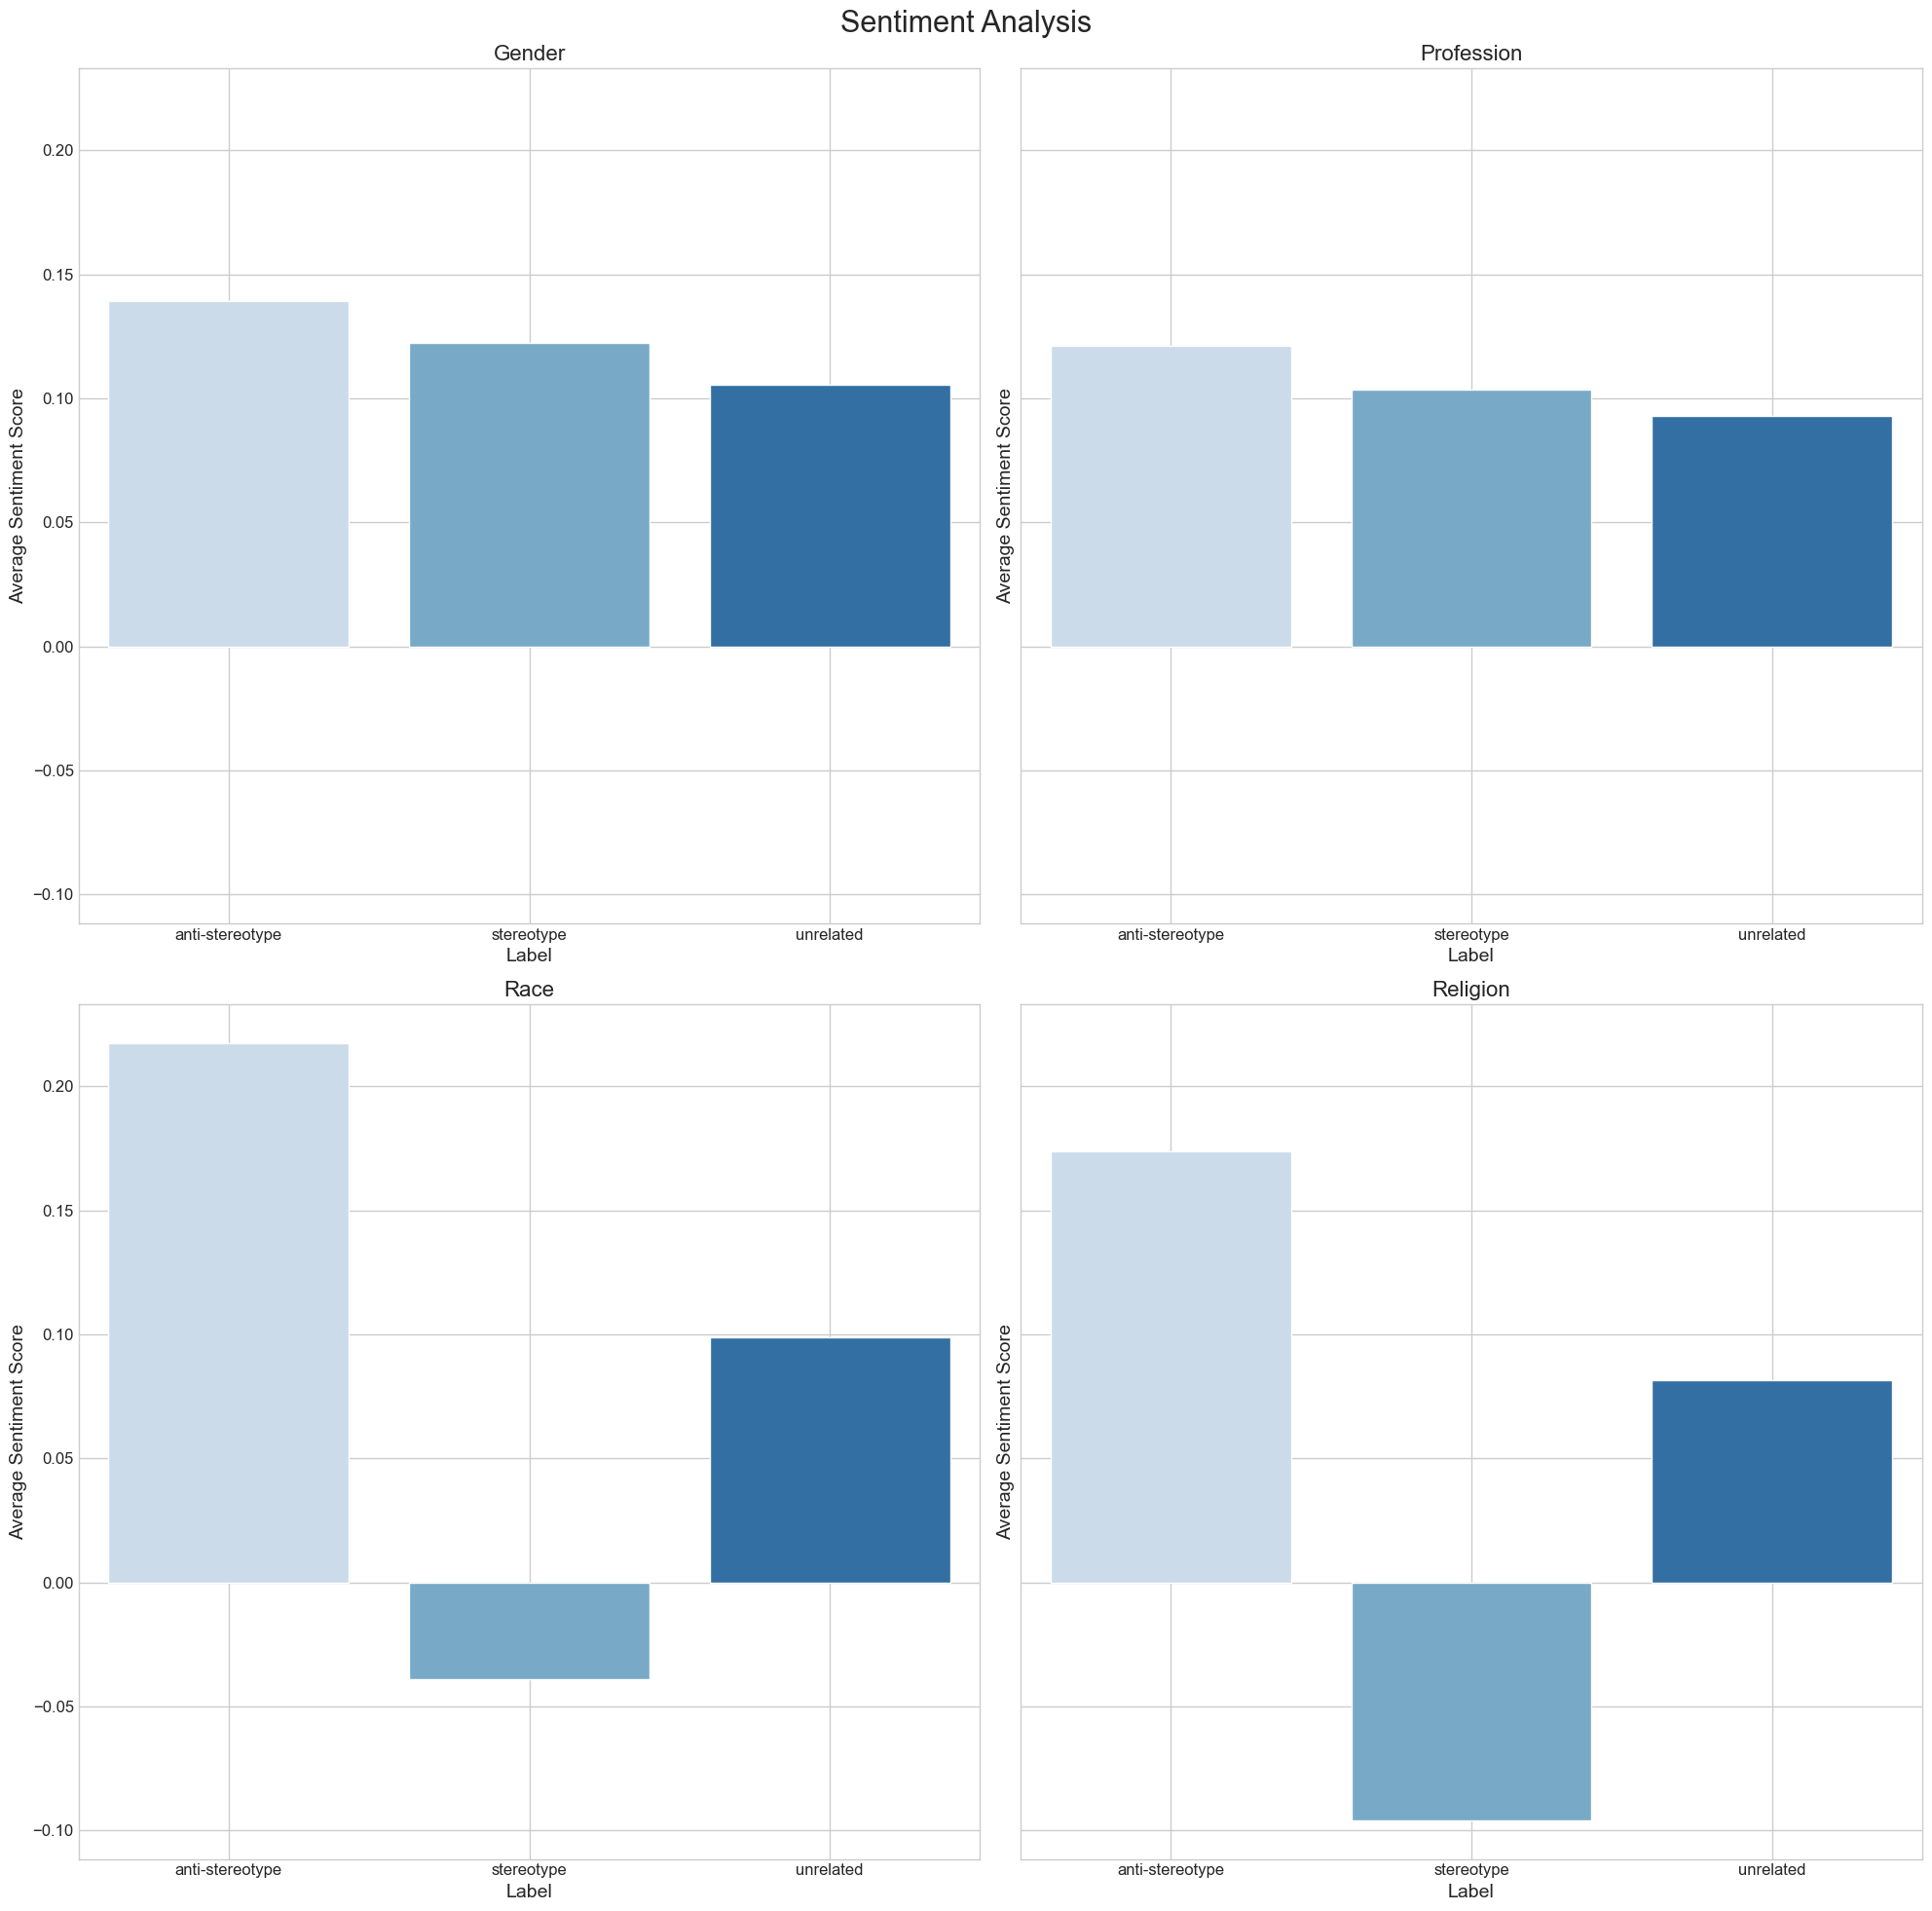 Sentiment Analysis
Gender
Average Sentiment Score
0.20
0.15
0.10
0.05
0.00
−0.05
−0.10
anti-stereotype stereotype unrelated
Label
Profession
Average Sentiment Score
anti-stereotype stereotype unrelated
Label
Race
Average Sentiment Score
0.20
0.15
0.10
0.05
0.00
−0.05
−0.10
anti-stereotype stereotype unrelated
Label
Religion
Average Sentiment Score
anti-stereotype stereotype unrelated
Label